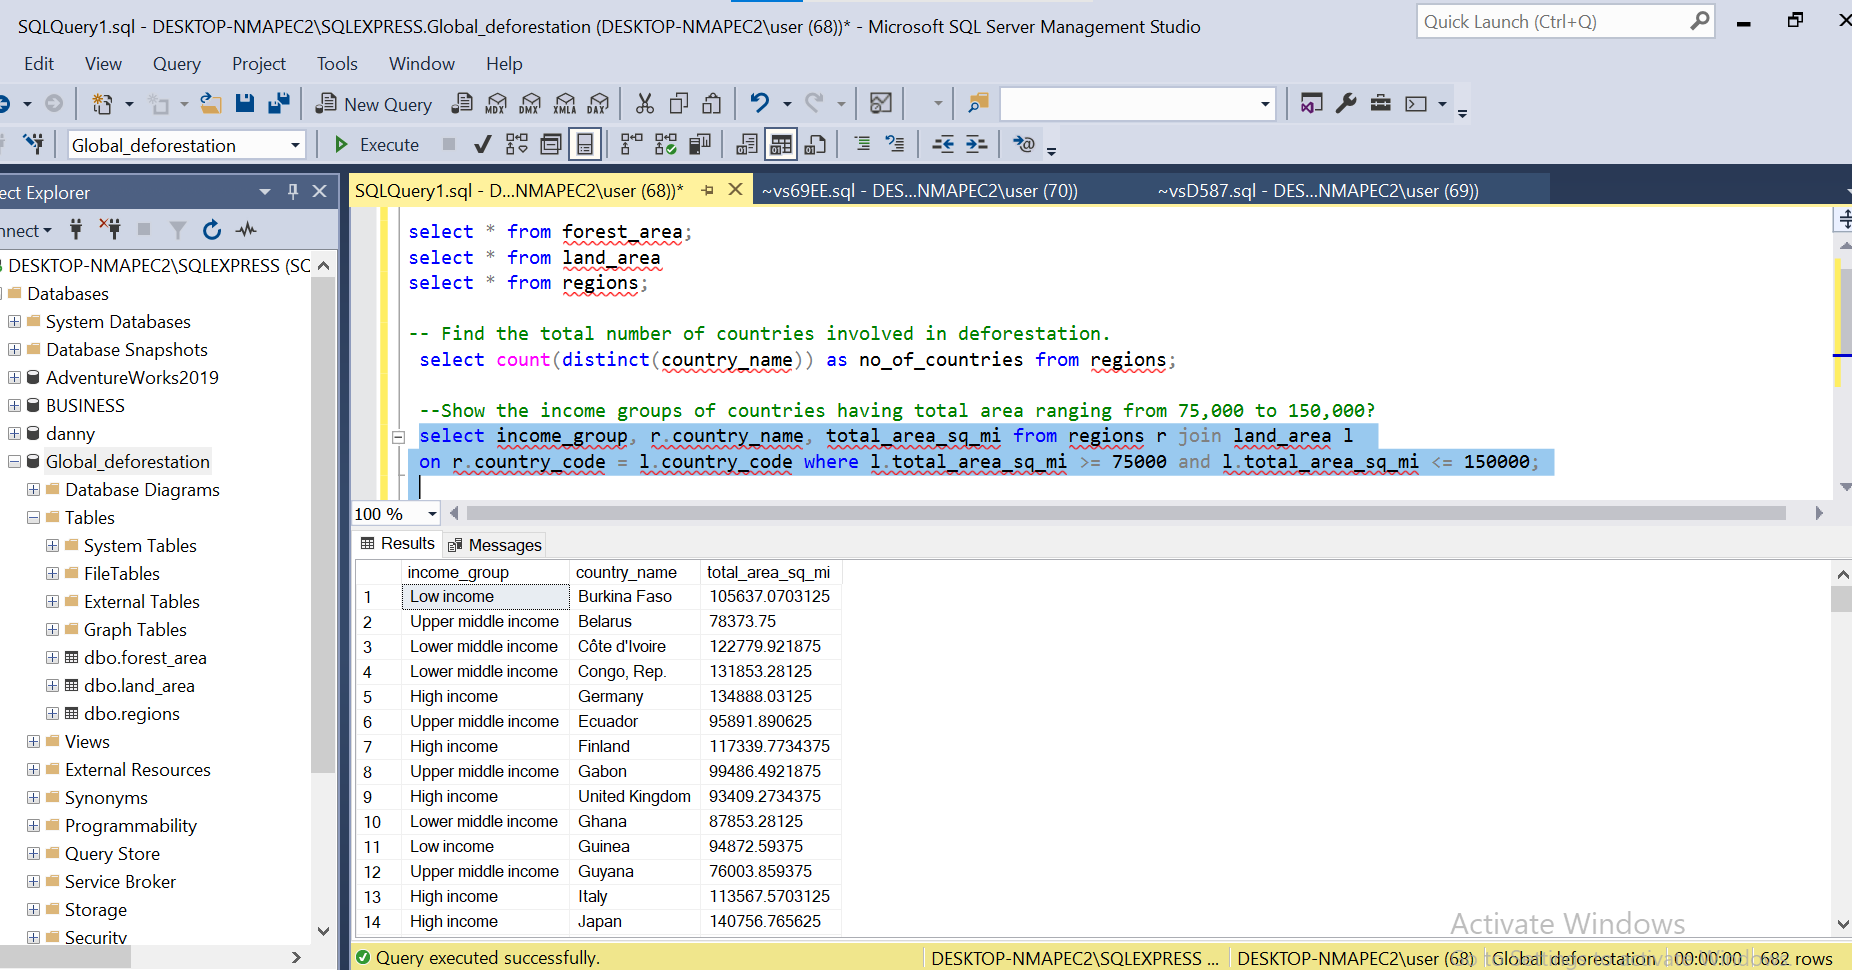 SQLQuery1.sql - DESKTOP-NMAPEC2\SQLEXPRESS.Global_deforestation (DESKTOP-NMAPEC2\user (68))* - Microsoft SQL Server Management Studio
Quick Launch (Ctrl+Q)
Edit View Query Project Tools Window Help
New Query MDX DMX XMLA DAX
Global_deforestation Execute
ect Explorer
nnect
DESKTOP-NMAPEC2\SQLEXPRESS (SC
Databases
System Databases
Database Snapshots
AdventureWorks2019
BUSINESS
danny
Global_deforestation
Database Diagrams
Tables
System Tables
FileTables
External Tables
Graph Tables
dbo.forest_area
dbo.land_area
dbo.regions
Views
External Resources
Synonyms
Programmability
Query Store
Service Broker
Storage
Security
SQLQuery1.sql - D...NMAPEC2\user (68))* ~vs69EE.sql - DES...NMAPEC2\user (70)) ~vsD587.sql - DES...NMAPEC2\user (69))
select * from forest_area;
select * from land_area
select * from regions;
-- Find the total number of countries involved in deforestation.
select count(distinct(country_name)) as no_of_countries from regions;
--Show the income groups of countries having total area ranging from 75,000 to 150,000?
select income_group, r.country_name, total_area_sq_mi from regions r join land_area l
on r.country_code = l.country_code where l.total_area_sq_mi >= 75000 and l.total_area_sq_mi <= 150000;
100 %
Results Messages
income_group country_name total_area_sq_mi
1 Low income Burkina Faso 105637.0703125
2 Upper middle income Belarus 78373.75
3 Lower middle income Côte d'Ivoire 122779.921875
4 Lower middle income Congo, Rep. 131853.28125
5 High income Germany 134888.03125
6 Upper middle income Ecuador 95891.890625
7 High income Finland 117339.7734375
8 Upper middle income Gabon 99486.4921875
9 High income United Kingdom 93409.2734375
10 Lower middle income Ghana 87853.28125
11 Low income Guinea 94872.59375
12 Upper middle income Guyana 76003.859375
13 High income Italy 113567.5703125
14 High income Japan 140756.765625
Activate Windows
Query executed successfully. DESKTOP-NMAPEC2\SQLEXPRESS ... DESKTOP-NMAPEC2\user (68) Global_deforestation 00:00:00 682 rows